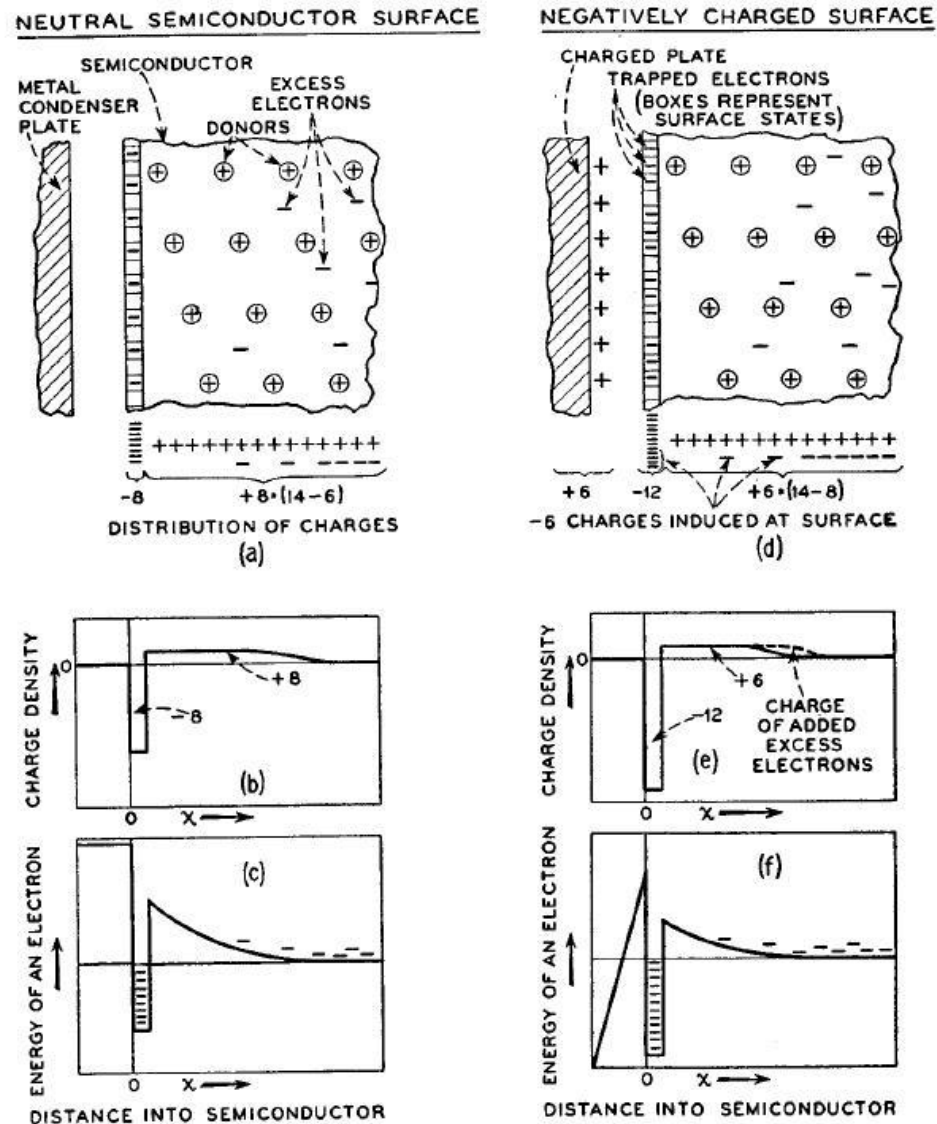 NEUTRAL SEMICONDUCTOR SURFACE
SEMICONDUCTOR
METAL
CONDENSER
PLATE
EXCESS
ELECTRONS
DONORS
-8
+8=(14-6)
DISTRIBUTION OF CHARGES
(a)
NEGATIVELY CHARGED SURFACE
CHARGED PLATE
TRAPPED ELECTRONS
(BOXES REPRESENT
SURFACE STATES)
+6
-12
+6=(14-8)
-6 CHARGES INDUCED AT SURFACE
(d)
CHARGE DENSITY
0
+8
-8
(b)
0
x
CHARGE DENSITY
0
+6
-12
CHARGE
OF ADDED
EXCESS
ELECTRONS
(e)
0
x
ENERGY OF AN ELECTRON
(c)
0
x
DISTANCE INTO SEMICONDUCTOR
ENERGY OF AN ELECTRON
(f)
0
x
DISTANCE INTO SEMICONDUCTOR